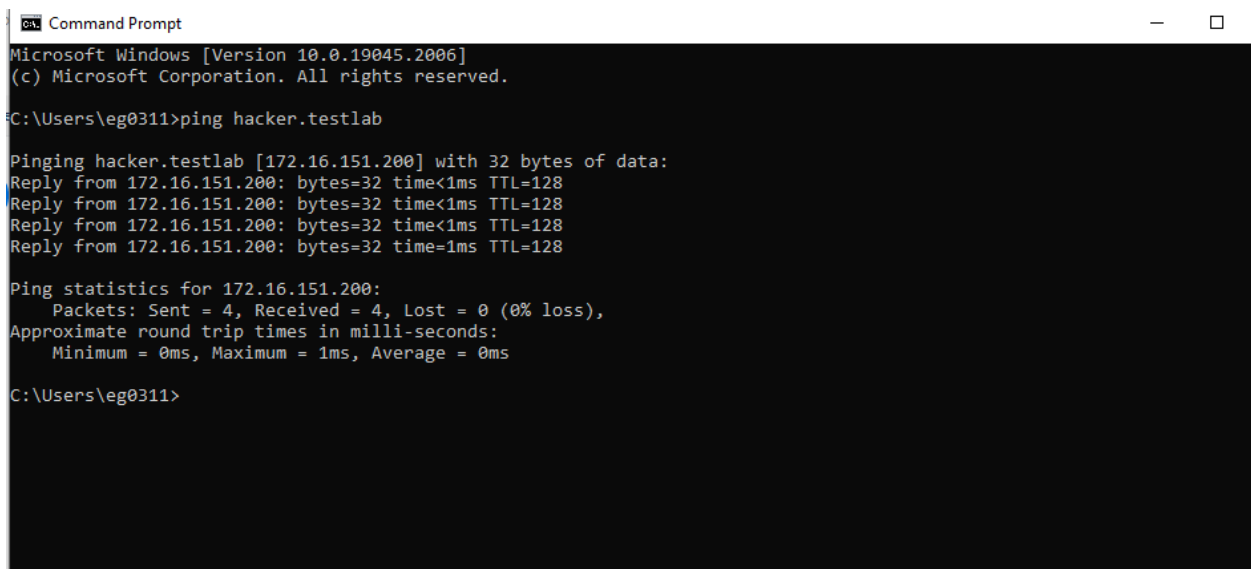 Command Prompt
Microsoft Windows [Version 10.0.19045.2006]
(c) Microsoft Corporation. All rights reserved.
C:\Users\eg0311>ping hacker.testlab
Pinging hacker.testlab [172.16.151.200] with 32 bytes of data:
Reply from 172.16.151.200: bytes=32 time<1ms TTL=128
Reply from 172.16.151.200: bytes=32 time<1ms TTL=128
Reply from 172.16.151.200: bytes=32 time<1ms TTL=128
Reply from 172.16.151.200: bytes=32 time=1ms TTL=128
Ping statistics for 172.16.151.200:
    Packets: Sent = 4, Received = 4, Lost = 0 (0% loss),
Approximate round trip times in milli-seconds:
    Minimum = 0ms, Maximum = 1ms, Average = 0ms
C:\Users\eg0311>